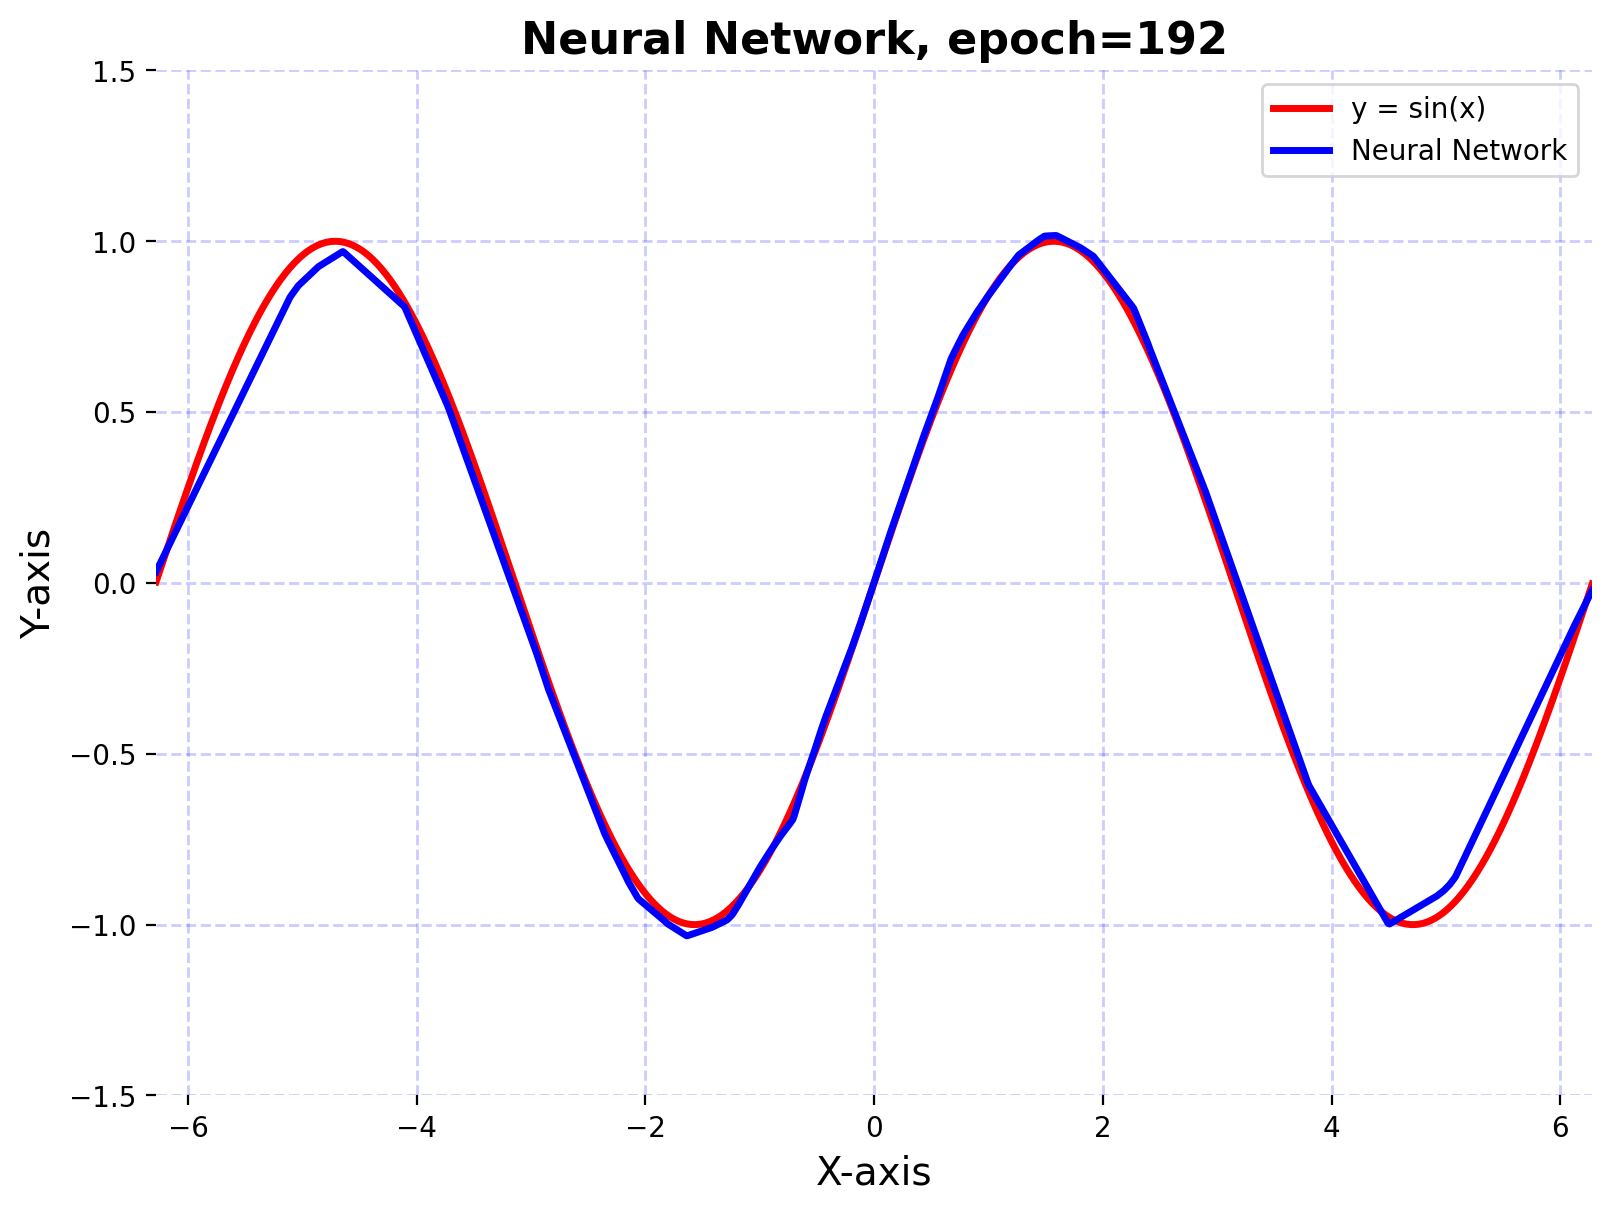 Neural Network, epoch=192
y = sin(x)
Neural Network
1.5
1.0
0.5
0.0
−0.5
−1.0
−1.5
Y-axis
−6 −4 −2 0 2 4 6
X-axis